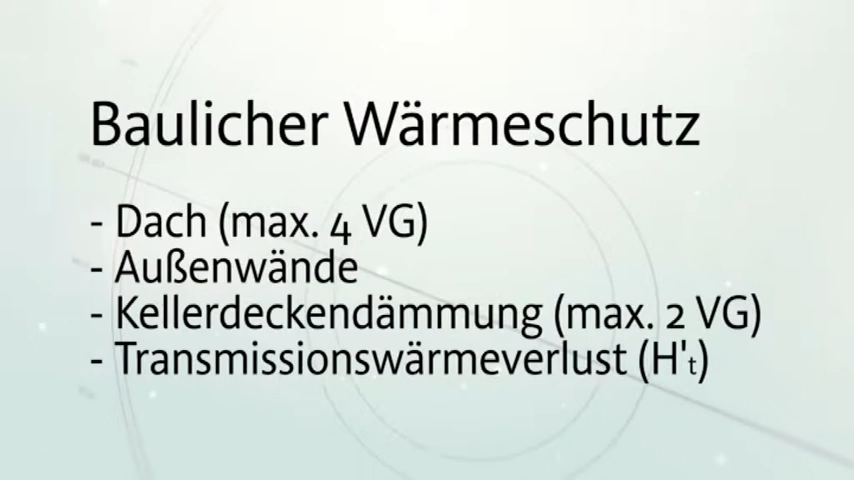 Baulicher Wärmeschutz
- Dach (max. 4 VG)
- Außenwände
- Kellerdeckendämmung (max. 2 VG)
- Transmissionswärmeverlust (H't)